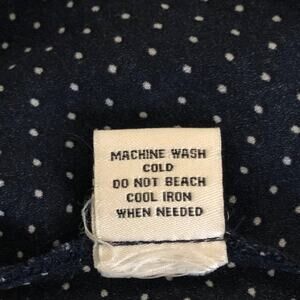 MACHINE WASH
COLD
DO NOT BEACH
COOL IRON
WHEN NEEDED